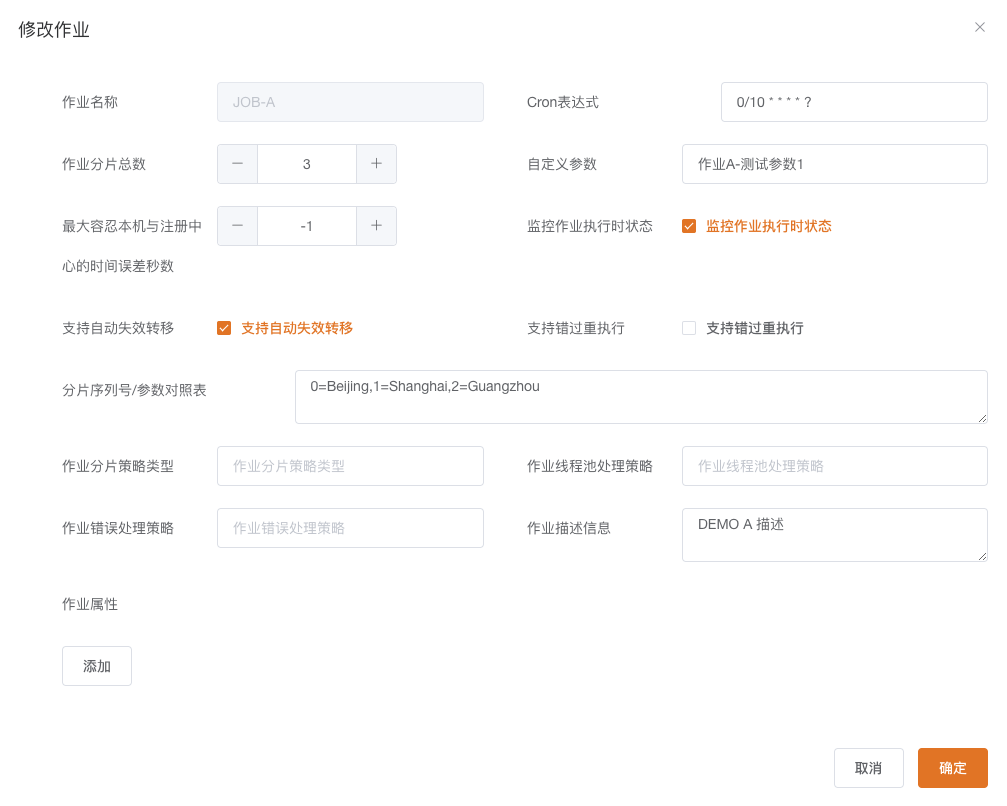 修改作业
作业名称 JOB-A Cron表达式 0/10 * * * * ?
作业分片总数 3 自定义参数 作业A-测试参数1
最大容忍本机与注册中 -1 监控作业执行时状态 监控作业执行时状态
心的时间误差秒数
支持自动失效转移 支持自动失效转移 支持错过重执行 支持错过重执行
分片序列号/参数对照表 0=Beijing,1=Shanghai,2=Guangzhou
作业分片策略类型 作业分片策略类型 作业线程池处理策略 作业线程池处理策略
作业错误处理策略 作业错误处理策略 作业描述信息 DEMO A 描述
作业属性
添加
取消 确定